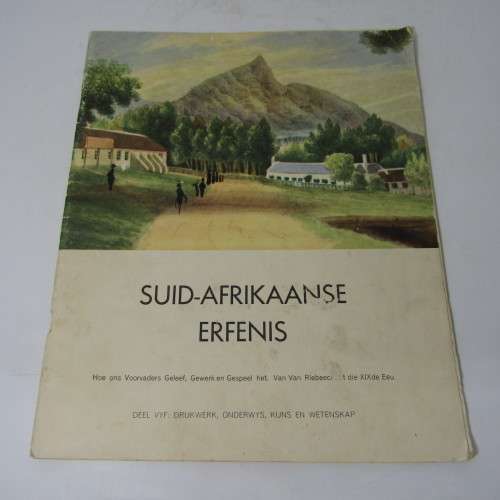 SUID-AFRIKAANSE
ERFENIS
Hoe ons Voorvaders Geleef, Gewerk en Gespeel het. Van Van die XIXde Eeu
DEEL VYF: DRUKWERK, ONDERWYS, KUNS EN WETENSKAP